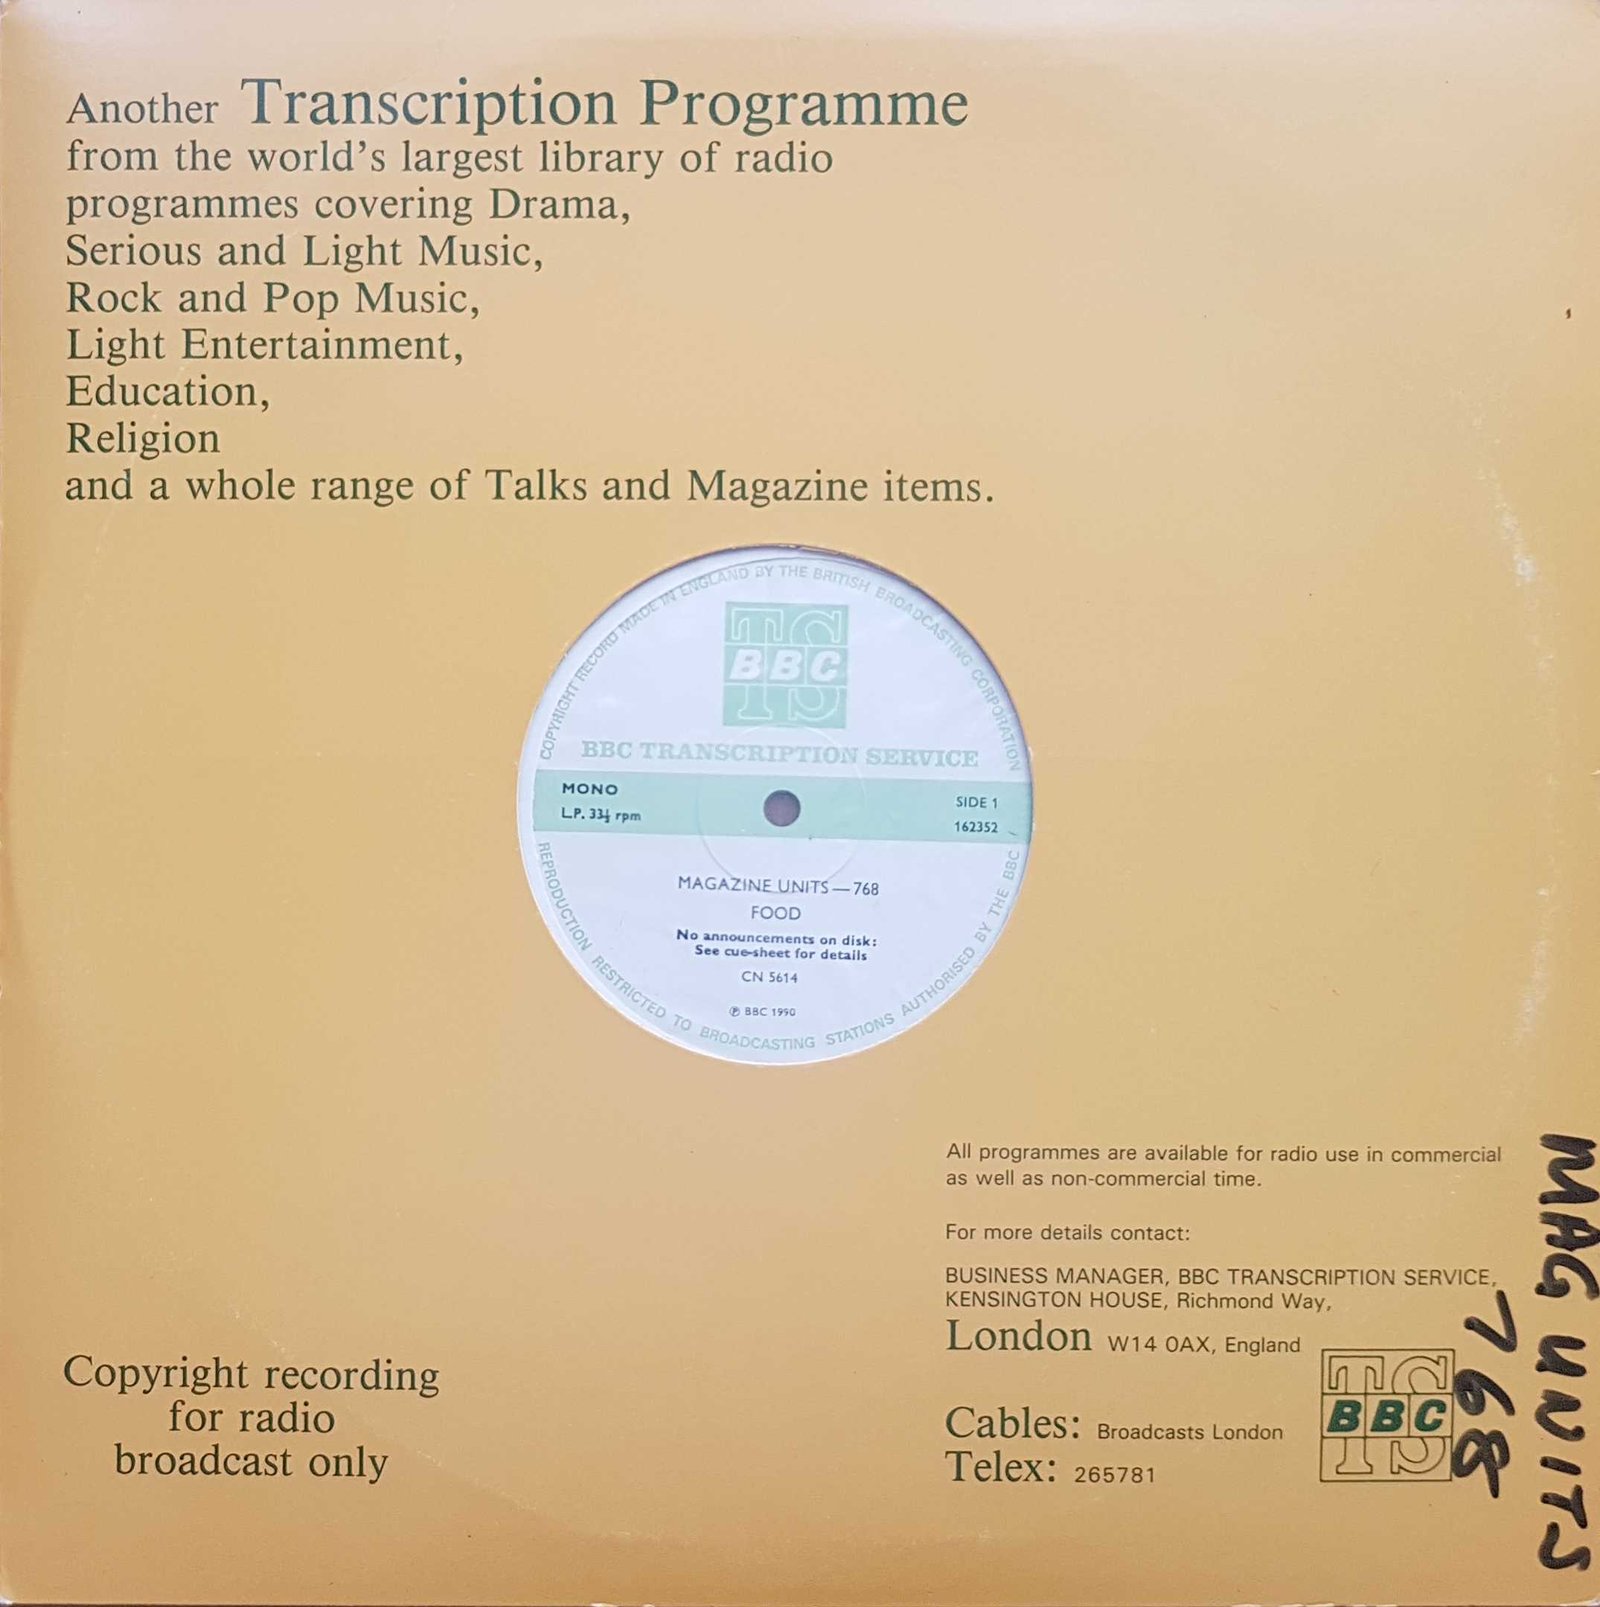 Another Transcription Programme
from the world's largest library of radio
programmes covering Drama,
Serious and Light Music,
Rock and Pop Music,
Light Entertainment,
Education,
Religion
and a whole range of Talks and Magazine items.
COPYRIGHT RECORD MADE IN ENGLAND BY THE BRITISH BROADCASTING CORPORATION
TS
BBC
TS
BBC TRANSCRIPTION SERVICE
MONO
L.P. 33⅓ rpm
SIDE 1
162352
MAGAZINE UNITS—768
FOOD
No announcements on disk:
See cue-sheet for details
CN 5614
℗ BBC 1990
REPRODUCTION RESTRICTED TO BROADCASTING STATIONS AUTHORISED BY THE BBC
All programmes are available for radio use in commercial
as well as non-commercial time.
For more details contact:
BUSINESS MANAGER, BBC TRANSCRIPTION SERVICE,
KENSINGTON HOUSE, Richmond Way,
London W14 0AX, England
Cables: Broadcasts London
Telex: 265781
TS
BBC
TS
Copyright recording
for radio
broadcast only
MAG UNITS
768